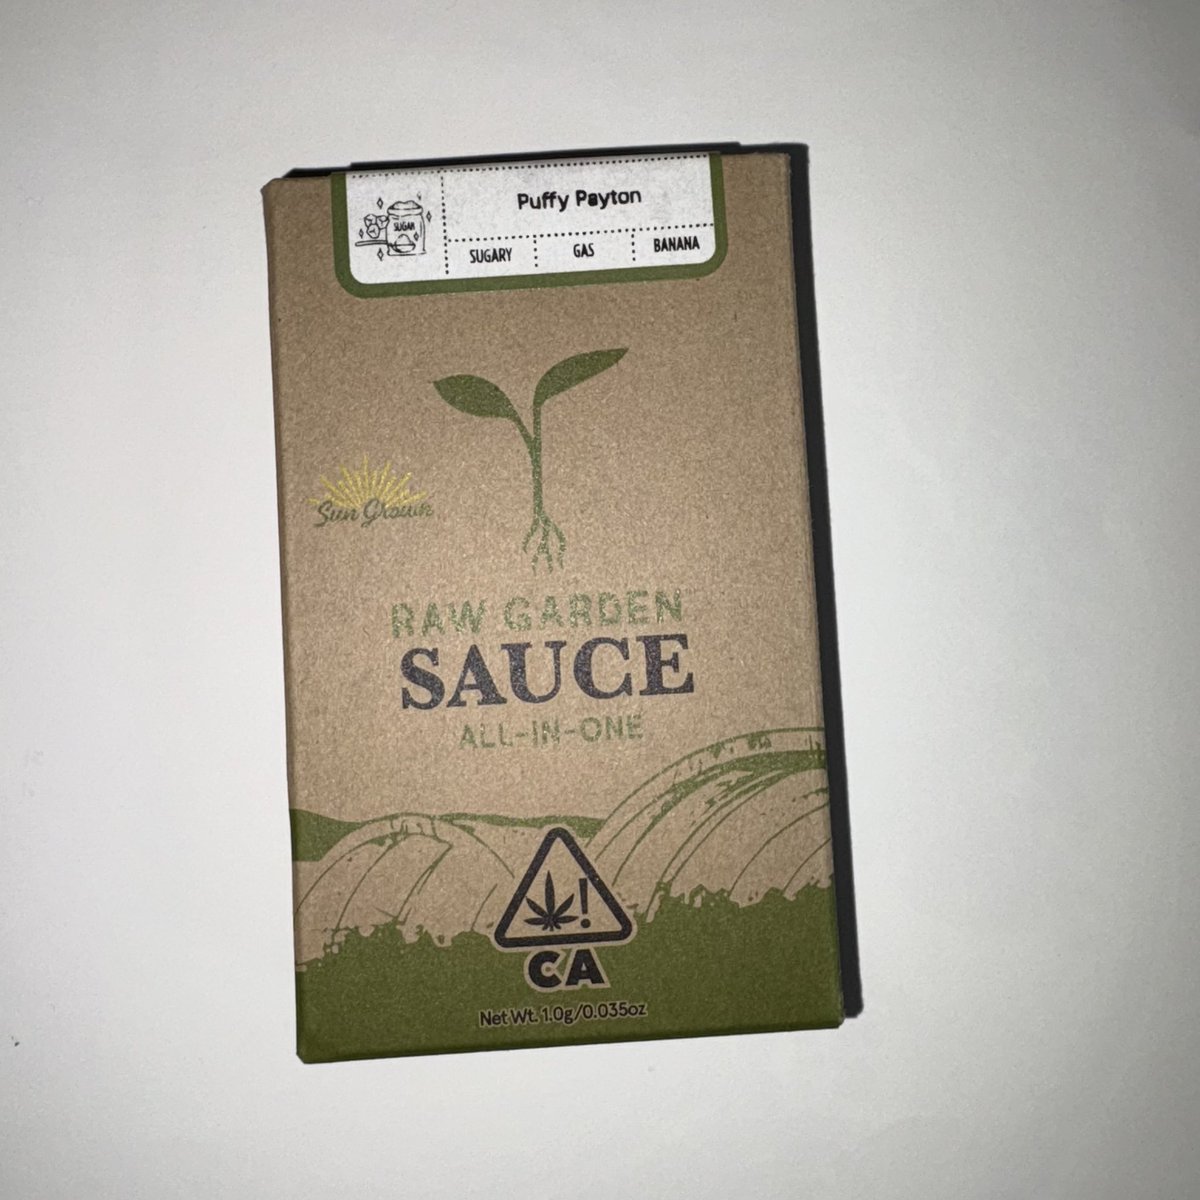 Puffy Payton
SUGAR
SUGARY GAS BANANA
Sun Grown
RAW GARDEN
SAUCE
ALL-IN-ONE
!
CA
Net Wt. 1.0g/0.035oz